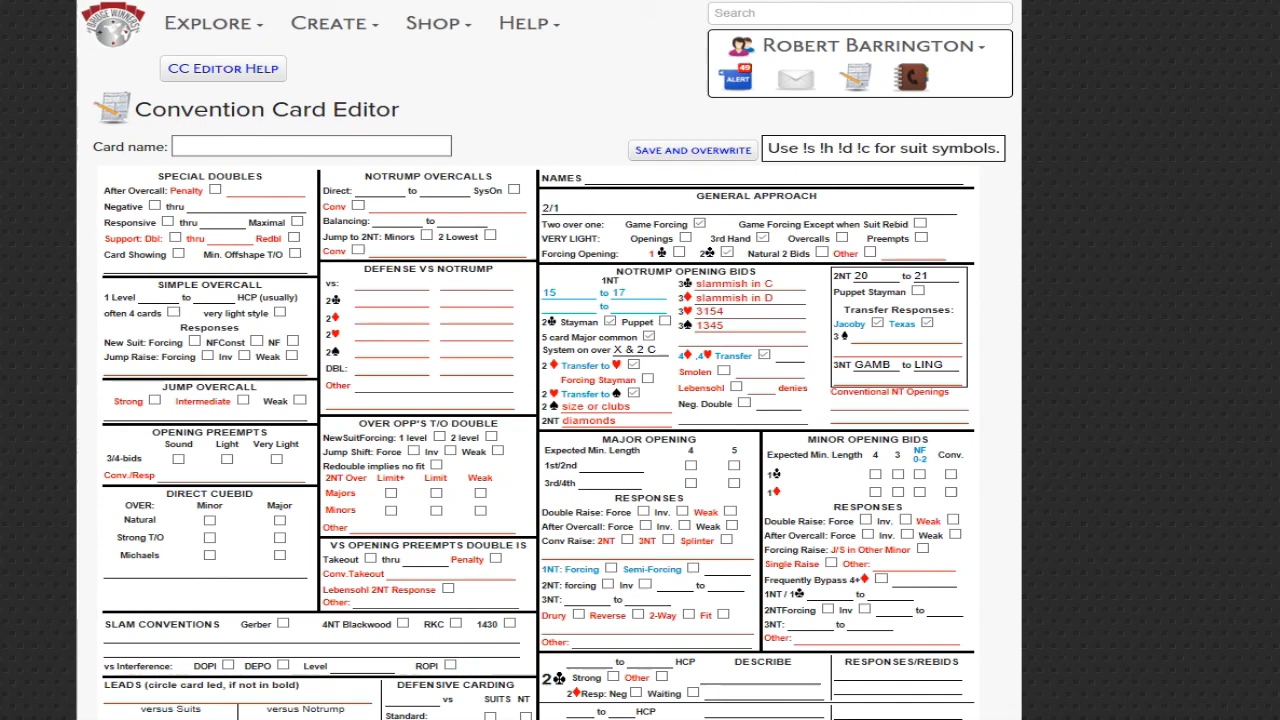 BRIDGE WINNERS
EXPLORE
CREATE
SHOP
HELP
Search
ROBERT BARRINGTON
49
ALERT
CC EDITOR HELP
Convention Card Editor
Card name:
SAVE AND OVERWRITE
Use !s !h !d !c for suit symbols.
SPECIAL DOUBLES
After Overcall: Penalty
Negative thru
Responsive thru Maximal
Support: Dbl: thru Redbl
Card Showing Min. Offshape T/O
SIMPLE OVERCALL
1 Level to HCP (usually)
often 4 cards very light style
Responses
New Suit: Forcing NFConst NF
Jump Raise: Forcing Inv Weak
JUMP OVERCALL
Strong Intermediate Weak
OPENING PREEMPTS
Sound Light Very Light
3/4-bids
Conv./Resp
DIRECT CUEBID
OVER: Minor Major
Natural
Strong T/O
Michaels
NOTRUMP OVERCALLS
Direct: to SysOn
Conv
Balancing: to
Jump to 2NT: Minors 2 Lowest
Conv
DEFENSE VS NOTRUMP
vs:
2♣
2♦
2♥
2♠
DBL:
Other
OVER OPP'S T/O DOUBLE
NewSuitForcing: 1 level 2 level
Jump Shift: Force Inv Weak
Redouble implies no fit
2NT Over Limit+ Limit Weak
Majors
Minors
Other
VS OPENING PREEMPTS DOUBLE IS
Takeout thru Penalty
Conv.Takeout
Lebensohl 2NT Response
Other:
SLAM CONVENTIONS Gerber 4NT Blackwood RKC 1430
vs Interference: DOPI DEPO Level ROPI
LEADS (circle card led, if not in bold)
versus Suits versus Notrump
DEFENSIVE CARDING
vs SUITS NT
Standard:
NAMES
GENERAL APPROACH
2/1
Two over one: Game Forcing Game Forcing Except when Suit Rebid
VERY LIGHT: Openings 3rd Hand Overcalls Preempts
Forcing Opening: 1♣ 2♣ Natural 2 Bids Other
NOTRUMP OPENING BIDS
1NT
15 to 17
to
2♣ Stayman Puppet
5 card Major common
System on over X & 2 C
2♦ Transfer to ♥
Forcing Stayman
2♥ Transfer to ♠
2♠ size or clubs
2NT diamonds
3♣ slammish in C
3♦ slammish in D
3♥ 3154
3♠ 1345
4♦,4♥ Transfer
Smolen
Lebensohl denies
Neg. Double
2NT 20 to 21
Puppet Stayman
Transfer Responses:
Jacoby Texas
3♠
3NT GAMB to LING
Conventional NT Openings
MAJOR OPENING
Expected Min. Length 4 5
1st/2nd
3rd/4th
RESPONSES
Double Raise: Force Inv. Weak
After Overcall: Force Inv. Weak
Conv Raise: 2NT 3NT Splinter
1NT: Forcing Semi-Forcing
2NT: forcing Inv to
3NT: to
Drury Reverse 2-Way Fit
Other:
MINOR OPENING BIDS
Expected Min. Length 4 3 NF 0-2 Conv.
1♣
1♦
RESPONSES
Double Raise: Force Inv. Weak
After Overcall: Force Inv. Weak
Forcing Raise: J/S in Other Minor
Single Raise Other:
Frequently Bypass 4+♦
1NT / 1♣ to
2NTForcing Inv to
3NT: to
Other:
to HCP DESCRIBE RESPONSES/REBIDS
2♣ Strong Other
2♦Resp: Neg Waiting
to HCP